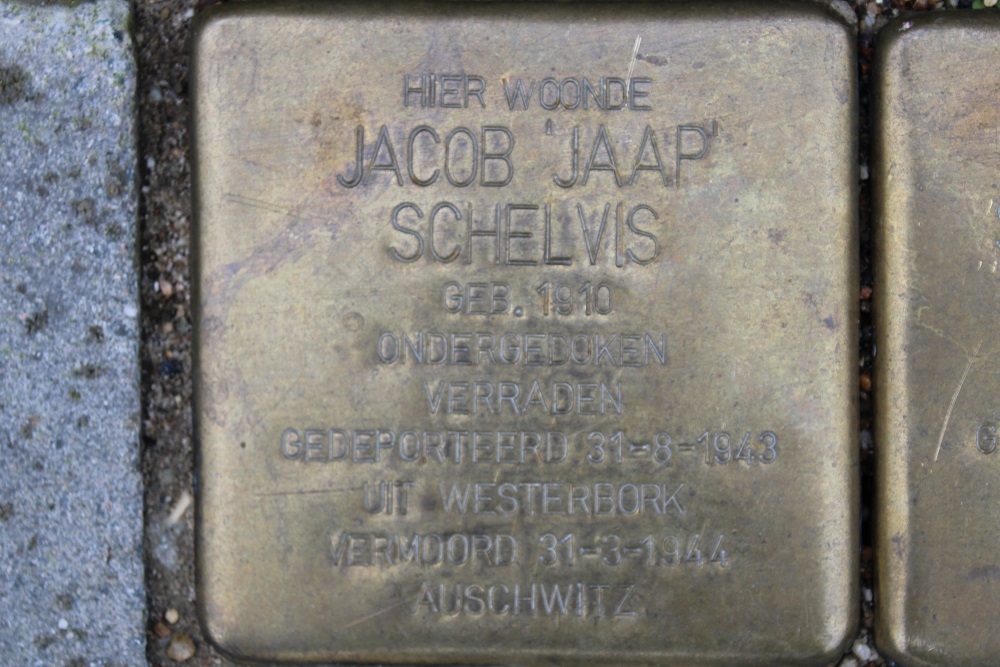 HIER WOONDE
JACOB 'JAAP'
SCHELVIS
GEB. 1910
ONDERGEDOKEN
VERRADEN
GEDEPORTEERD 31-8-1943
UIT WESTERBORK
VERMOORD 31-3-1944
AUSCHWITZ
G